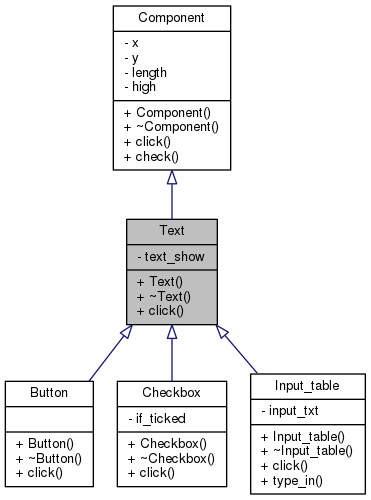 Component
- x
- y
- length
- high
+ Component()
+ ~Component()
+ click()
+ check()
Text
- text_show
+ Text()
+ ~Text()
+ click()
Button
+ Button()
+ ~Button()
+ click()
Checkbox
- if_ticked
+ Checkbox()
+ ~Checkbox()
+ click()
Input_table
- input_txt
+ Input_table()
+ ~Input_table()
+ click()
+ type_in()